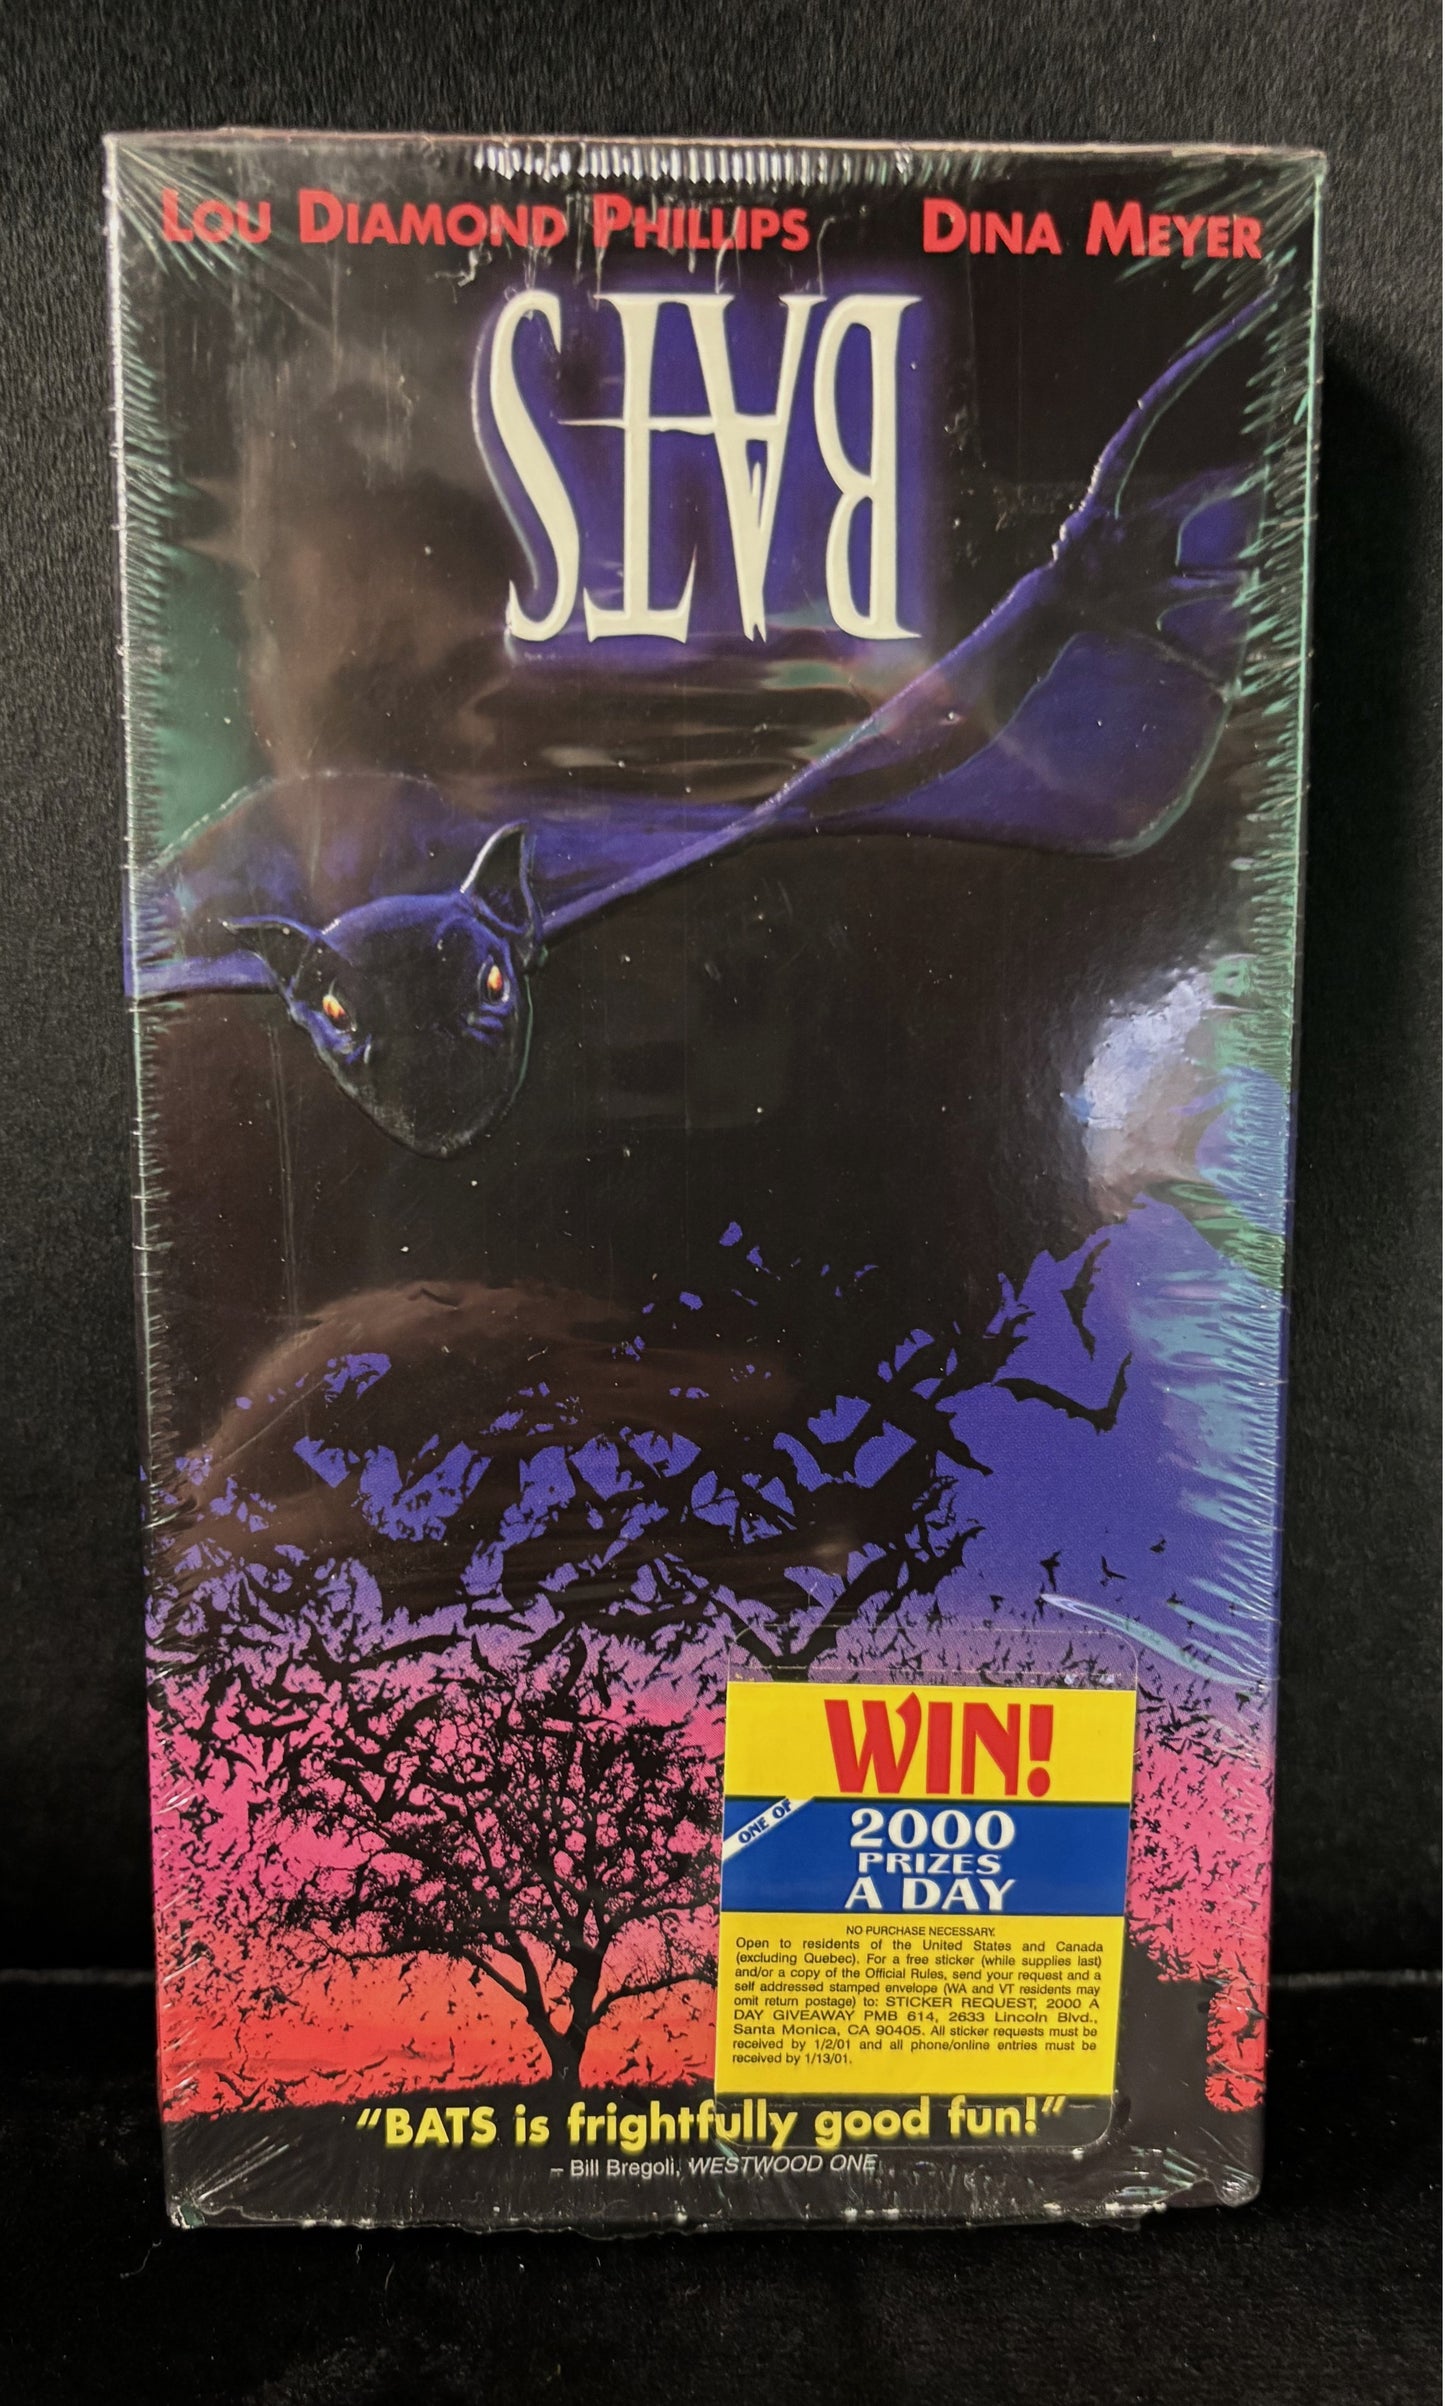 LOU DIAMOND PHILLIPS DINA MEYER
BATS
WIN!
ONE OF
2000
PRIZES
A DAY
NO PURCHASE NECESSARY.
Open to residents of the United States and Canada
(excluding Quebec). For a free sticker (while supplies last)
and/or a copy of the Official Rules, send your request and a
self addressed stamped envelope (WA and VT residents may
omit return postage) to: STICKER REQUEST, 2000 A
DAY GIVEAWAY PMB 614, 2633 Lincoln Blvd.,
Santa Monica, CA 90405. All sticker requests must be
received by 1/2/01 and all phone/online entries must be
received by 1/13/01.
"BATS is frightfully good fun!"
– Bill Bregoli, WESTWOOD ONE